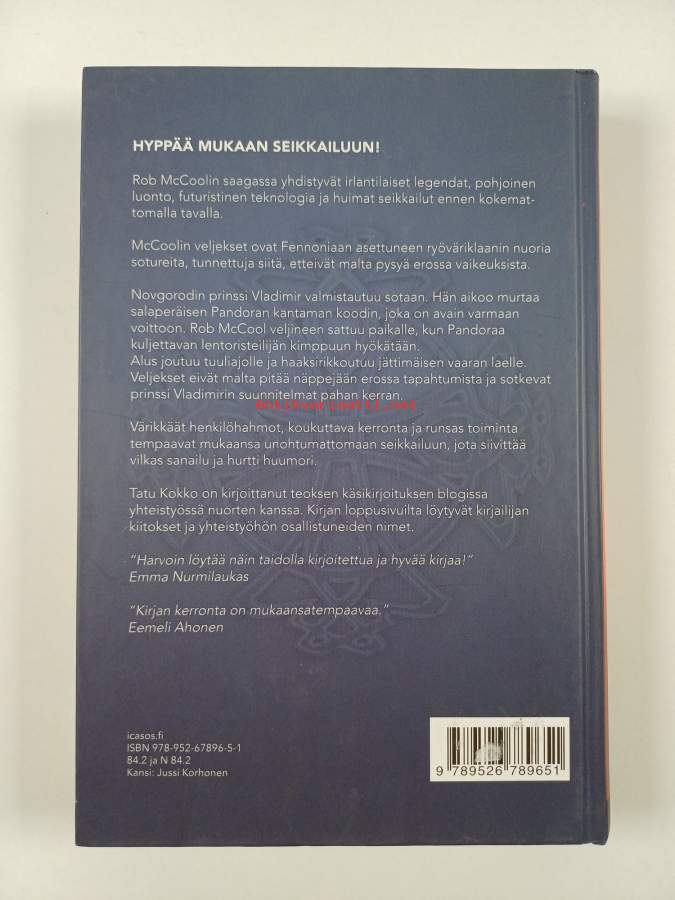 HYPPÄÄ MUKAAN SEIKKAILUUN!
Rob McCoolin saagassa yhdistyvät irlantilaiset legendat, pohjoinen
luonto, futuristinen teknologia ja huimat seikkailut ennen kokemat-
tomalla tavalla.
McCoolin veljekset ovat Fennoniaan asettuneen ryöväriklaanin nuoria
sotureita, tunnettuja siitä, etteivät malta pysyä erossa vaikeuksista.
Novgorodin prinssi Vladimir valmistautuu sotaan. Hän aikoo murtaa
salaperäisen Pandoran kantaman koodin, joka on avain varmaan
voittoon. Rob McCool veljineen sattuu paikalle, kun Pandoraa
kuljettavan lentoristeilijän kimppuun hyökätään.
Alus joutuu tuuliajolle ja haaksirikkoutuu jättimäisen vaaran laelle.
Veljekset eivät malta pitää näppejään erossa tapahtumista ja sotkevat
prinssi Vladimirin suunnitelmat pahan kerran.
antikvariaatti.net
Värikkäät henkilöhahmot, koukuttava kerronta ja runsas toiminta
tempaavat mukaansa unohtumattomaan seikkailuun, jota siivittää
vilkas sanailu ja hurtti huumori.
Tatu Kokko on kirjoittanut teoksen käsikirjoituksen blogissa
yhteistyössä nuorten kanssa. Kirjan loppusivuilta löytyvät kirjailijan
kiitokset ja yhteistyöhön osallistuneiden nimet.
"Harvoin löytää näin taidolla kirjoitettua ja hyvää kirjaa!"
Emma Nurmilaukas
"Kirjan kerronta on mukaansatempaavaa."
Eemeli Ahonen
icasos.fi
ISBN 978-952-67896-5-1
84.2 ja N 84.2
Kansi: Jussi Korhonen
9 789526 789651